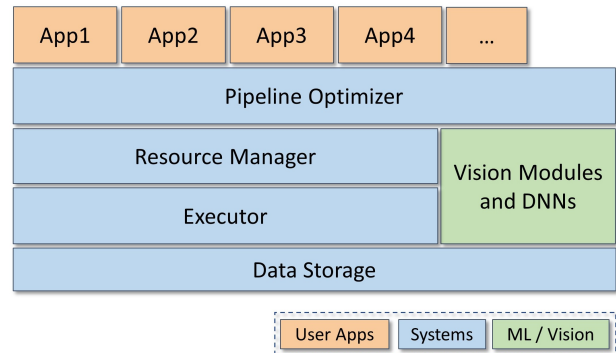 App1 App2 App3 App4 ...
Pipeline Optimizer
Resource Manager
Vision Modules
and DNNs
Executor
Data Storage
User Apps Systems ML / Vision